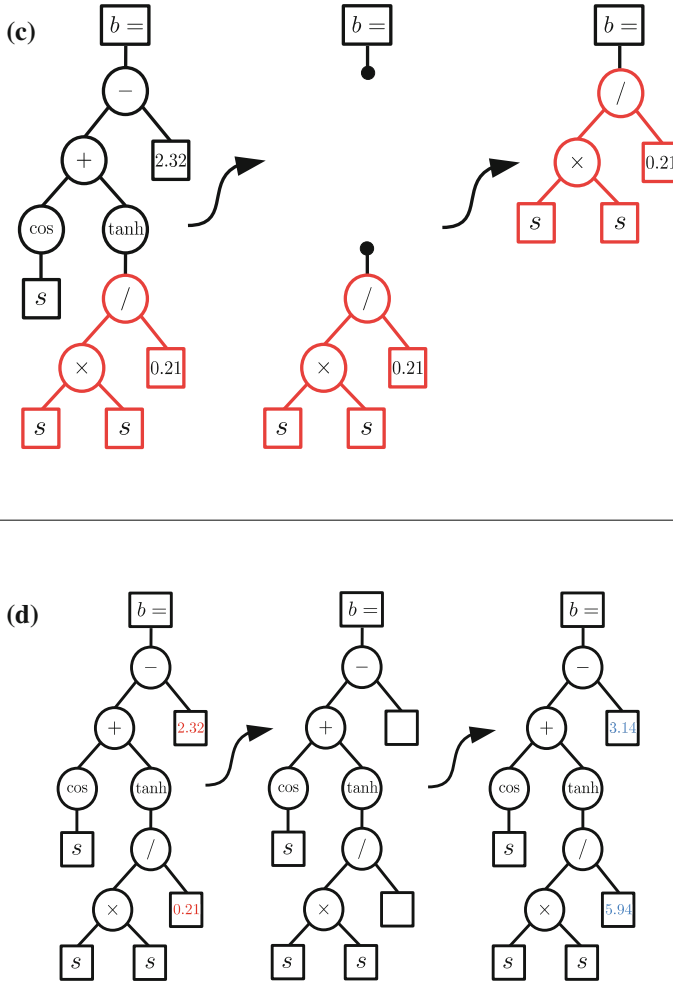 (c)
b = b = b =
− /
+ 2.32 × 0.21
cos tanh s s
s / /
× 0.21 × 0.21
s s s s
(d)
b = b = b =
− − −
+ 2.32 + + 3.14
cos tanh cos tanh cos tanh
s / s / s /
× 0.21 × × 5.94
s s s s s s